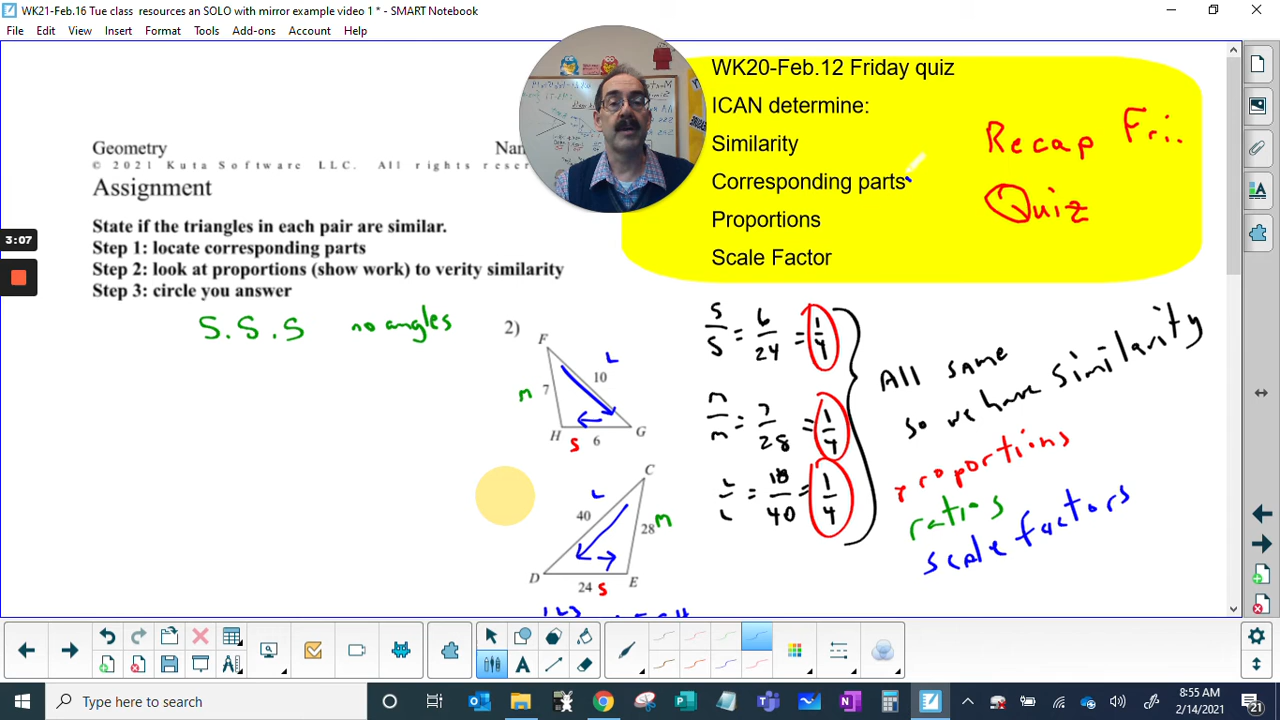 WK21-Feb.16 Tue class resources an SOLO with mirror example video 1 * - SMART Notebook
File Edit View Insert Format Tools Add-ons Account Help
WK20-Feb.12 Friday quiz
ICAN determine:
Similarity
Corresponding parts
Proportions
Scale Factor
Recap Fri.
Quiz
Geometry
© 2021 Kuta Software LLC. All rights rese
Assignment
State if the triangles in each pair are similar.
Step 1: locate corresponding parts
Step 2: look at proportions (show work) to verity similarity
Step 3: circle you answer
3:07
S.S.S no angles
2)
F
L
10
7
m
H
S
6
G
C
L
40
28
m
D
24
S
E
S/S = 6/24 = 1/4
m/m = 7/28 = 1/4
L/L = 10/40 = 1/4
All same
so we have similarity
proportions
ratios
scale factors
Type here to search
8:55 AM
2/14/2021
21